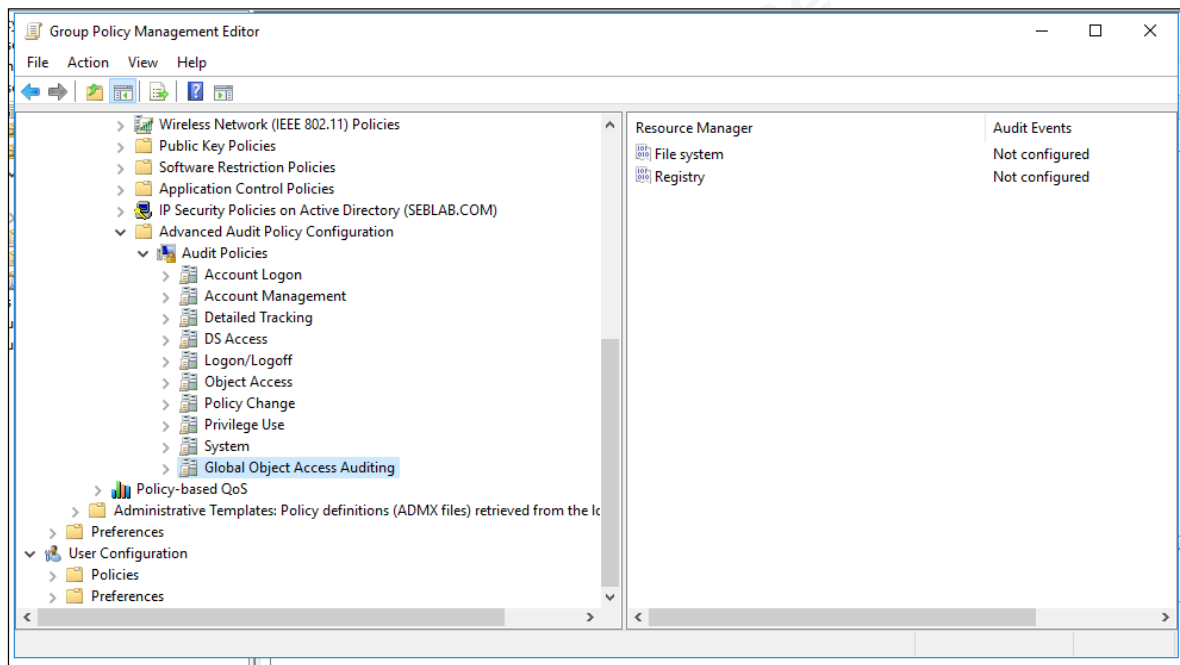 Group Policy Management Editor
File Action View Help
Wireless Network (IEEE 802.11) Policies
Public Key Policies
Software Restriction Policies
Application Control Policies
IP Security Policies on Active Directory (SEBLAB.COM)
Advanced Audit Policy Configuration
Audit Policies
Account Logon
Account Management
Detailed Tracking
DS Access
Logon/Logoff
Object Access
Policy Change
Privilege Use
System
Global Object Access Auditing
Policy-based QoS
Administrative Templates: Policy definitions (ADMX files) retrieved from the
Preferences
User Configuration
Policies
Preferences
Resource Manager Audit Events
File system Not configured
Registry Not configured